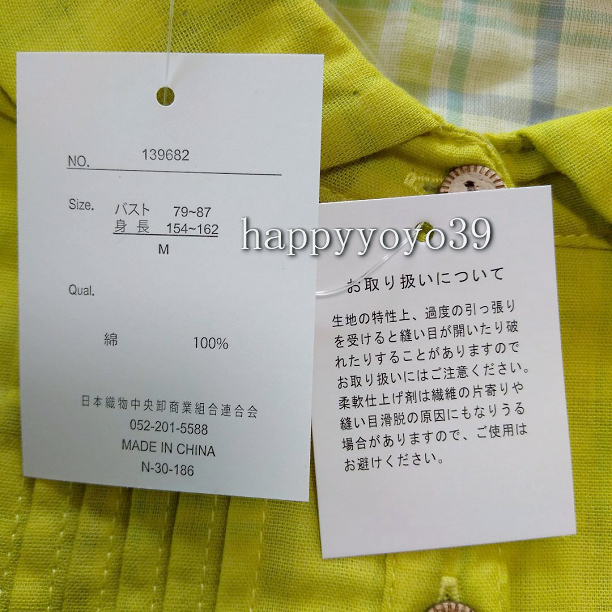 NO. 139682
Size. バスト 79~87
身長 154~162
M
Qual.
綿 100%
日本織物中央卸商業組合連合会
052-201-5588
MADE IN CHINA
N-30-186
happyyoyo39
お取り扱いについて
生地の特性上、過度の引っ張り
を受けると縫い目が開いたり破
れたりすることがありますので
お取り扱いにはご注意ください。
柔軟仕上げ剤は繊維の片寄りや
縫い目滑脱の原因にもなりうる
場合がありますので、ご使用は
お避けください。